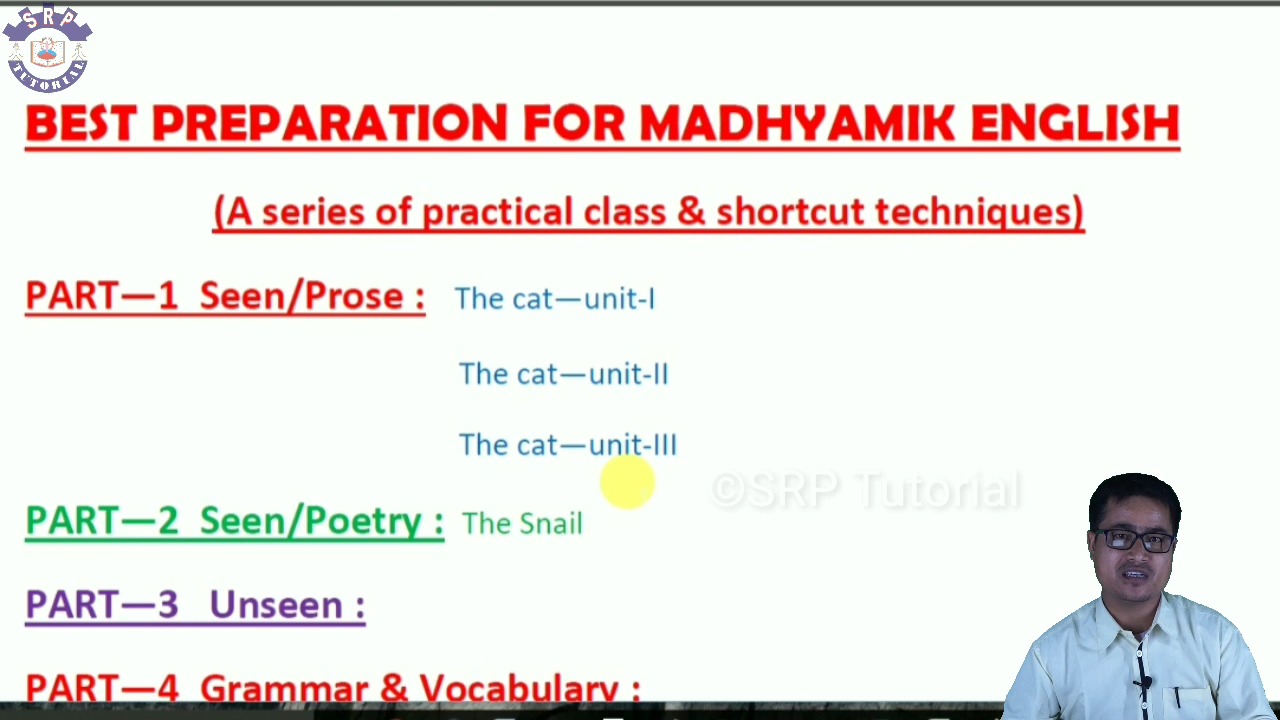 SRP
TUTORIAL
BEST PREPARATION FOR MADHYAMIK ENGLISH
(A series of practical class & shortcut techniques)
PART—1 Seen/Prose : The cat—unit-I
The cat—unit-II
The cat—unit-III
©SRP Tutorial
PART—2 Seen/Poetry : The Snail
PART—3 Unseen :
PART—4 Grammar & Vocabulary :